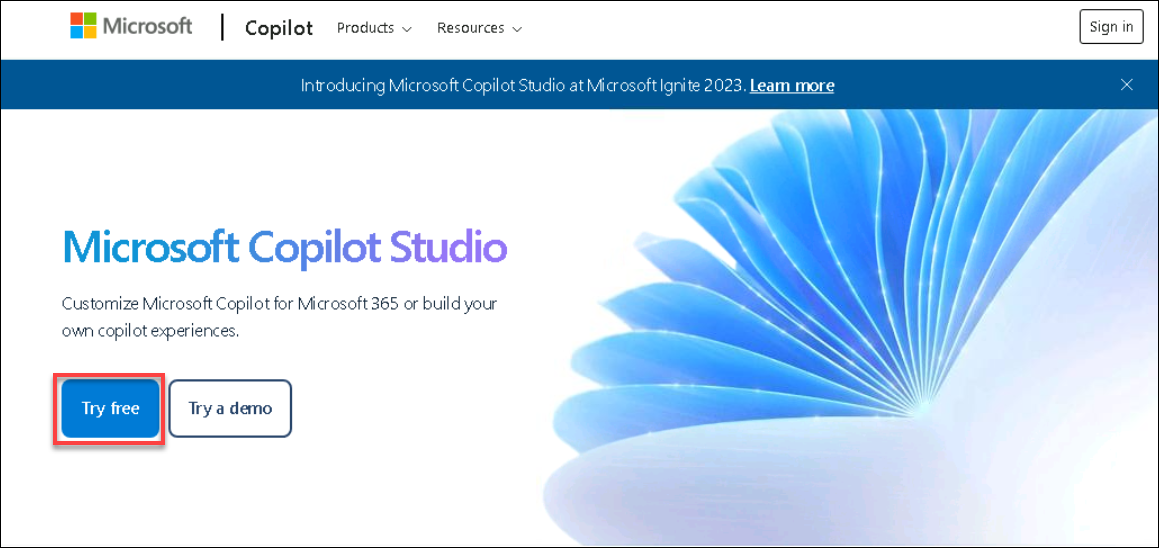 Microsoft
Copilot
Products
Resources
Sign in
Introducing Microsoft Copilot Studio at Microsoft Ignite 2023. Learn more
Microsoft Copilot Studio
Customize Microsoft Copilot for Microsoft 365 or build your
own copilot experiences.
Try free
Try a demo